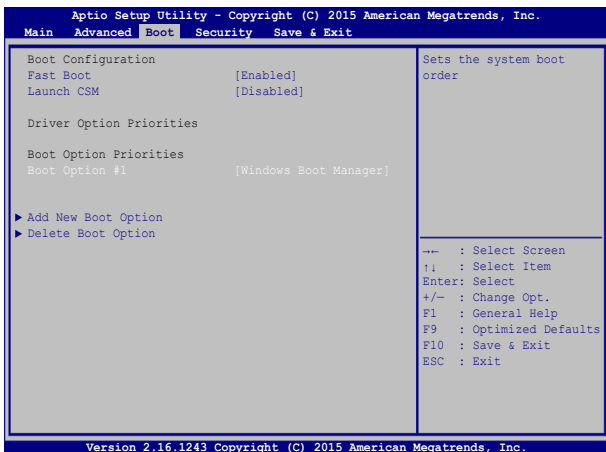 Aptio Setup Utility - Copyright (C) 2015 American Megatrends, Inc.
Main Advanced Boot Security Save & Exit
Boot Configuration
Fast Boot [Enabled]
Launch CSM [Disabled]
Driver Option Priorities
Boot Option Priorities
Boot Option #1 [Windows Boot Manager]
▶ Add New Boot Option
▶ Delete Boot Option
Sets the system boot
order
→← : Select Screen
↑↓ : Select Item
Enter: Select
+/— : Change Opt.
F1 : General Help
F9 : Optimized Defaults
F10 : Save & Exit
ESC : Exit
Version 2.16.1243 Copyright (C) 2015 American Megatrends, Inc.